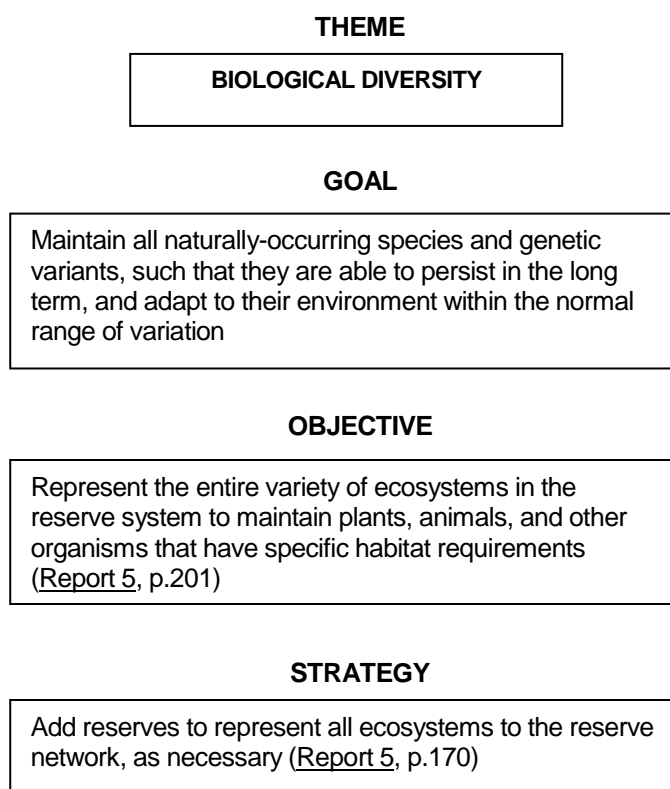 THEME
BIOLOGICAL DIVERSITY
GOAL
Maintain all naturally-occurring species and genetic
variants, such that they are able to persist in the long
term, and adapt to their environment within the normal
range of variation
OBJECTIVE
Represent the entire variety of ecosystems in the
reserve system to maintain plants, animals, and other
organisms that have specific habitat requirements
(Report 5, p.201)
STRATEGY
Add reserves to represent all ecosystems to the reserve
network, as necessary (Report 5, p.170)